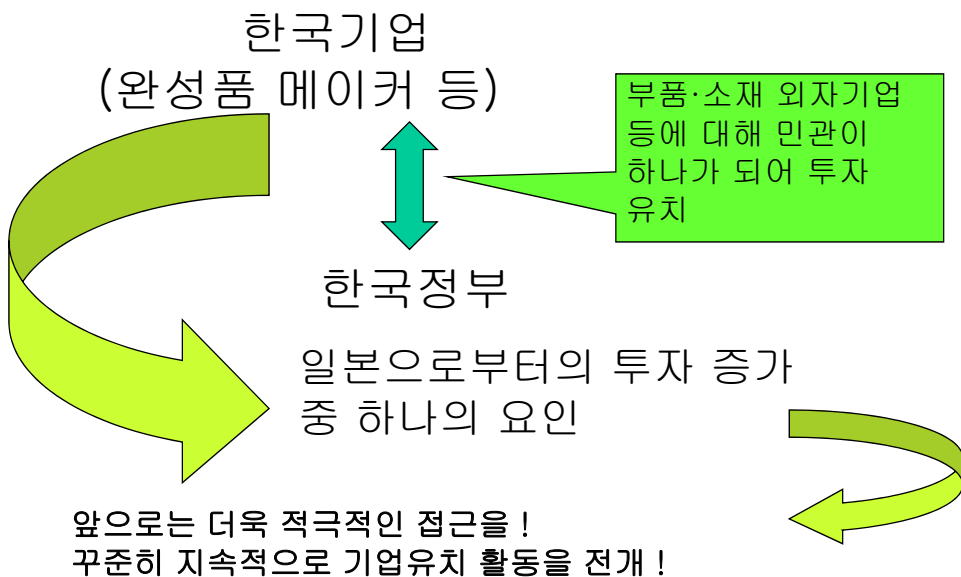 한국기업
(완성품 메이커 등)
부품·소재 외자기업
등에 대해 민관이
하나가 되어 투자
유치
한국정부
일본으로부터의 투자 증가
중 하나의 요인
앞으로는 더욱 적극적인 접근을 !
꾸준히 지속적으로 기업유치 활동을 전개 !